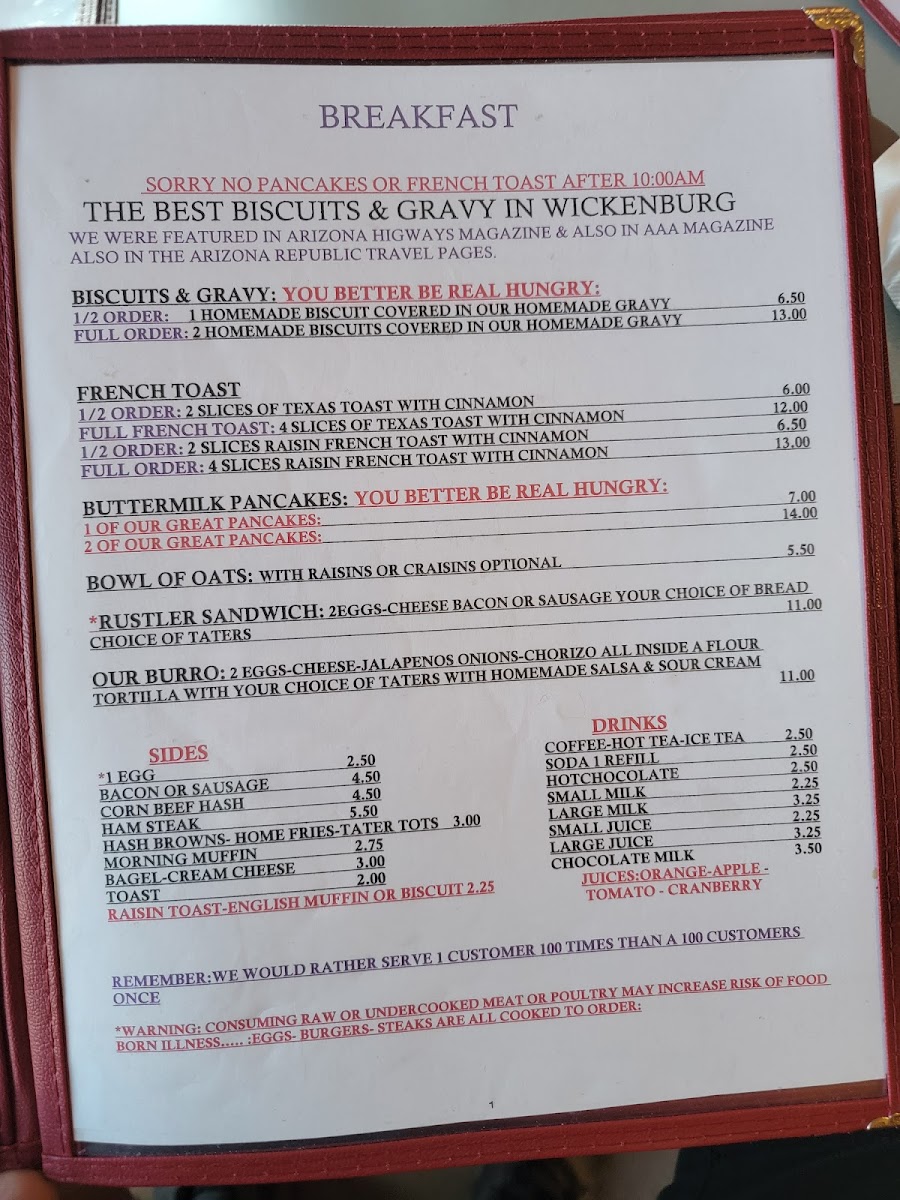 BREAKFAST
SORRY NO PANCAKES OR FRENCH TOAST AFTER 10:00AM
THE BEST BISCUITS & GRAVY IN WICKENBURG
WE WERE FEATURED IN ARIZONA HIGWAYS MAGAZINE & ALSO IN AAA MAGAZINE
ALSO IN THE ARIZONA REPUBLIC TRAVEL PAGES.
BISCUITS & GRAVY: YOU BETTER BE REAL HUNGRY:
1/2 ORDER: 1 HOMEMADE BISCUIT COVERED IN OUR HOMEMADE GRAVY 6.50
FULL ORDER: 2 HOMEMADE BISCUITS COVERED IN OUR HOMEMADE GRAVY 13.00
FRENCH TOAST
1/2 ORDER: 2 SLICES OF TEXAS TOAST WITH CINNAMON 6.00
FULL FRENCH TOAST: 4 SLICES OF TEXAS TOAST WITH CINNAMON 12.00
1/2 ORDER: 2 SLICES RAISIN FRENCH TOAST WITH CINNAMON 6.50
FULL ORDER: 4 SLICES RAISIN FRENCH TOAST WITH CINNAMON 13.00
BUTTERMILK PANCAKES: YOU BETTER BE REAL HUNGRY:
1 OF OUR GREAT PANCAKES: 7.00
2 OF OUR GREAT PANCAKES: 14.00
BOWL OF OATS: WITH RAISINS OR CRAISINS OPTIONAL 5.50
*RUSTLER SANDWICH: 2EGGS-CHEESE BACON OR SAUSAGE YOUR CHOICE OF BREAD
CHOICE OF TATERS 11.00
OUR BURRO: 2 EGGS-CHEESE-JALAPENOS ONIONS-CHORIZO ALL INSIDE A FLOUR
TORTILLA WITH YOUR CHOICE OF TATERS WITH HOMEMADE SALSA & SOUR CREAM 11.00
SIDES
*1 EGG 2.50
BACON OR SAUSAGE 4.50
CORN BEEF HASH 4.50
HAM STEAK 5.50
HASH BROWNS- HOME FRIES-TATER TOTS 3.00
MORNING MUFFIN 2.75
BAGEL-CREAM CHEESE 3.00
TOAST 2.00
RAISIN TOAST-ENGLISH MUFFIN OR BISCUIT 2.25
DRINKS
COFFEE-HOT TEA-ICE TEA 2.50
SODA 1 REFILL 2.50
HOTCHOCOLATE 2.50
SMALL MILK 2.25
LARGE MILK 3.25
SMALL JUICE 2.25
LARGE JUICE 3.25
CHOCOLATE MILK 3.50
JUICES:ORANGE-APPLE -
TOMATO - CRANBERRY
REMEMBER:WE WOULD RATHER SERVE 1 CUSTOMER 100 TIMES THAN A 100 CUSTOMERS
ONCE
*WARNING: CONSUMING RAW OR UNDERCOOKED MEAT OR POULTRY MAY INCREASE RISK OF FOOD
BORN ILLNESS..... :EGGS- BURGERS- STEAKS ARE ALL COOKED TO ORDER:
1